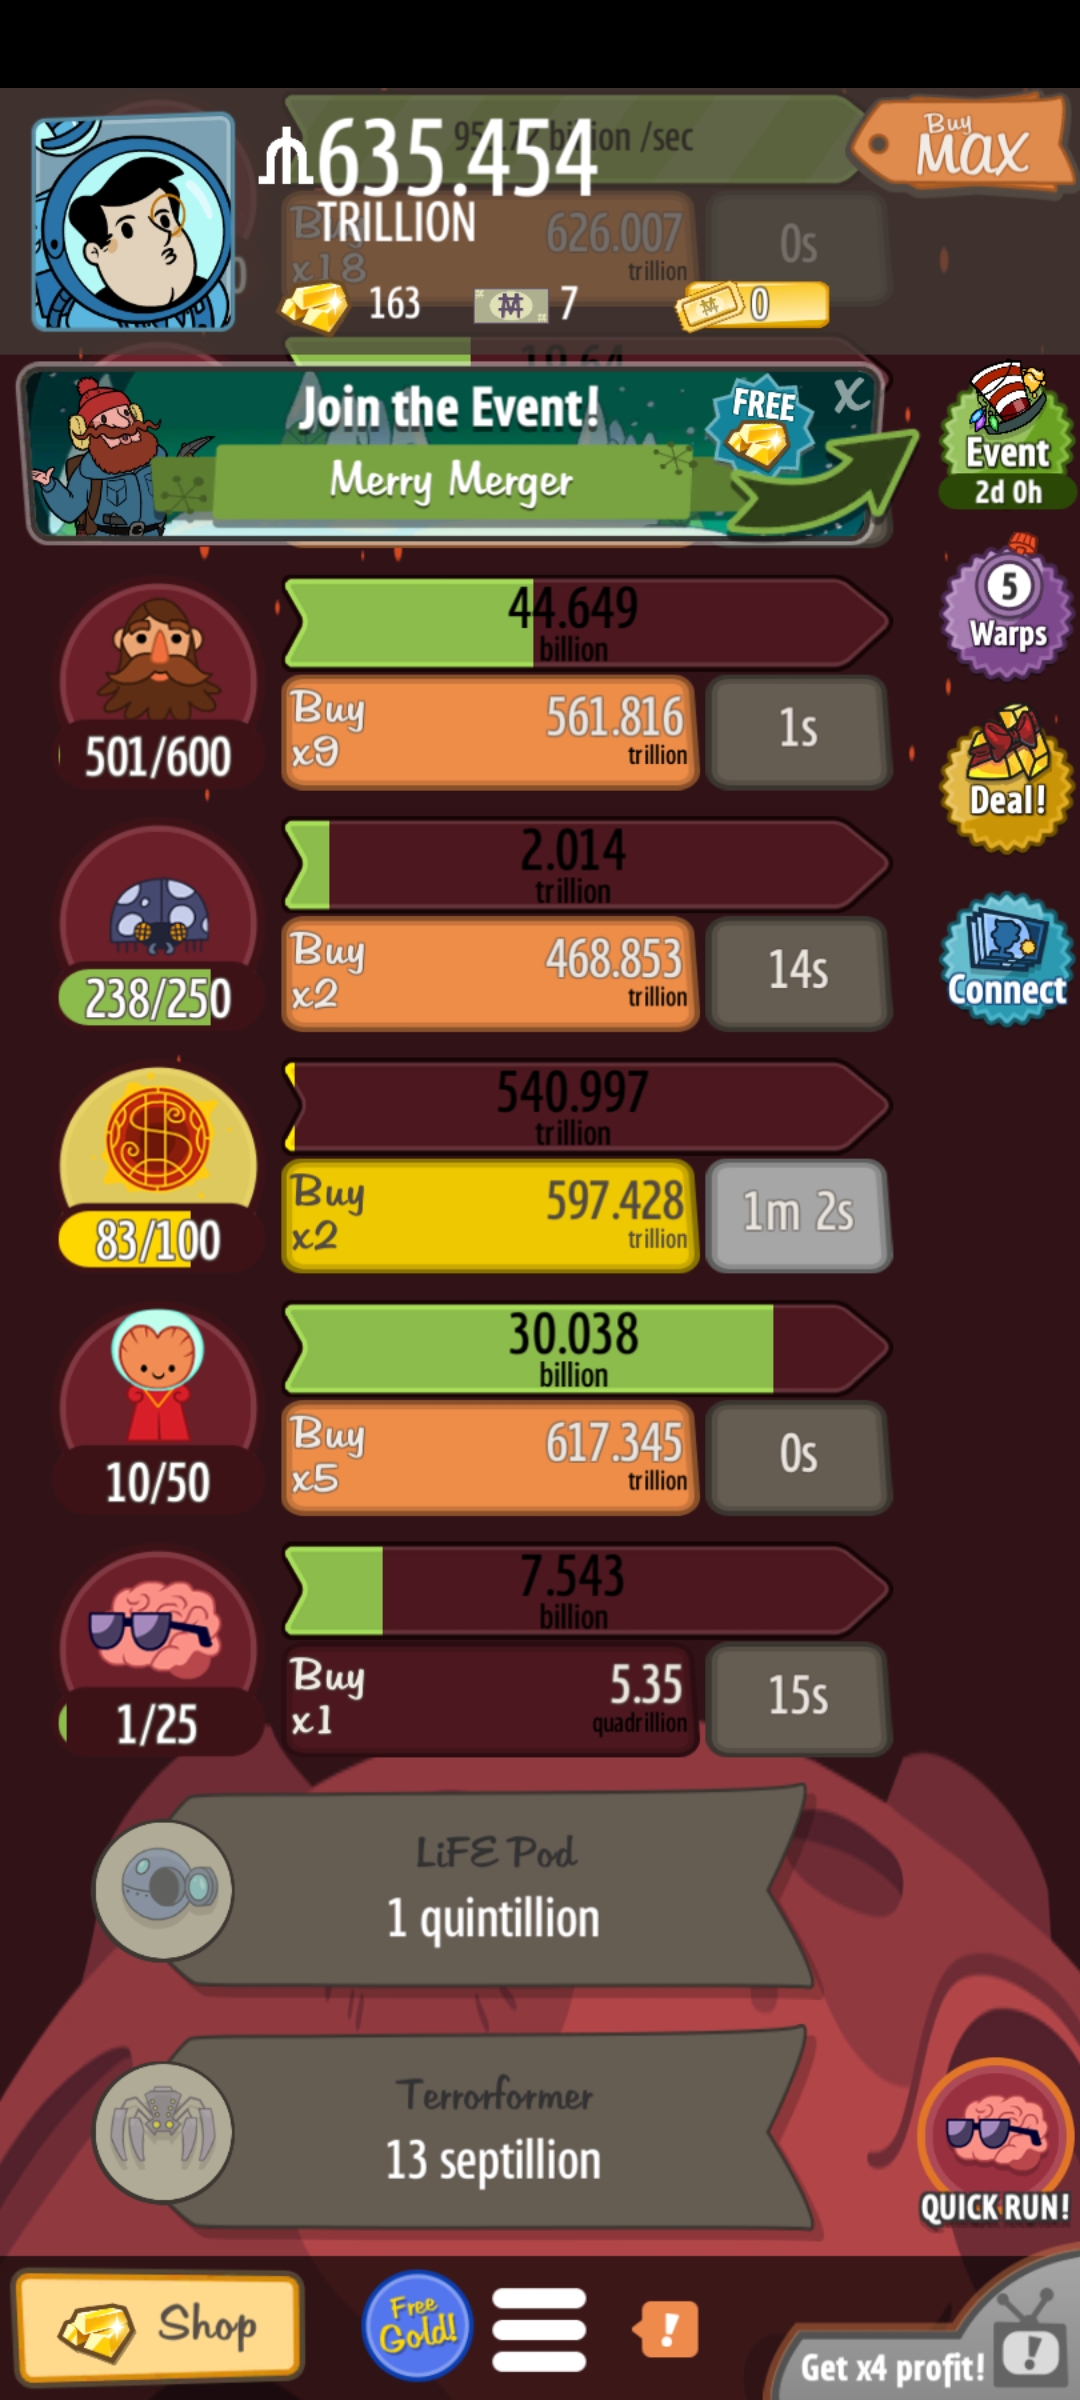 635.454
TRILLION
billion /sec
Buy
MAX
x18
626.007
trillion
0s
163
7
0
Join the Event!
FREE
X
Merry Merger
Event
2d 0h
44.649
billion
5
Warps
501/600
Buy
x9
561.816
trillion
1s
Deal!
2.014
trillion
238/250
Buy
x2
468.853
trillion
14s
Connect
540.997
trillion
83/100
Buy
x2
597.428
trillion
1m 2s
30.038
billion
10/50
Buy
x5
617.345
trillion
0s
7.543
billion
1/25
Buy
x1
5.35
quadrillion
15s
LiFE Pod
1 quintillion
Terrorformer
13 septillion
QUICK RUN!
Shop
Free
Gold!
!
!
Get x4 profit!